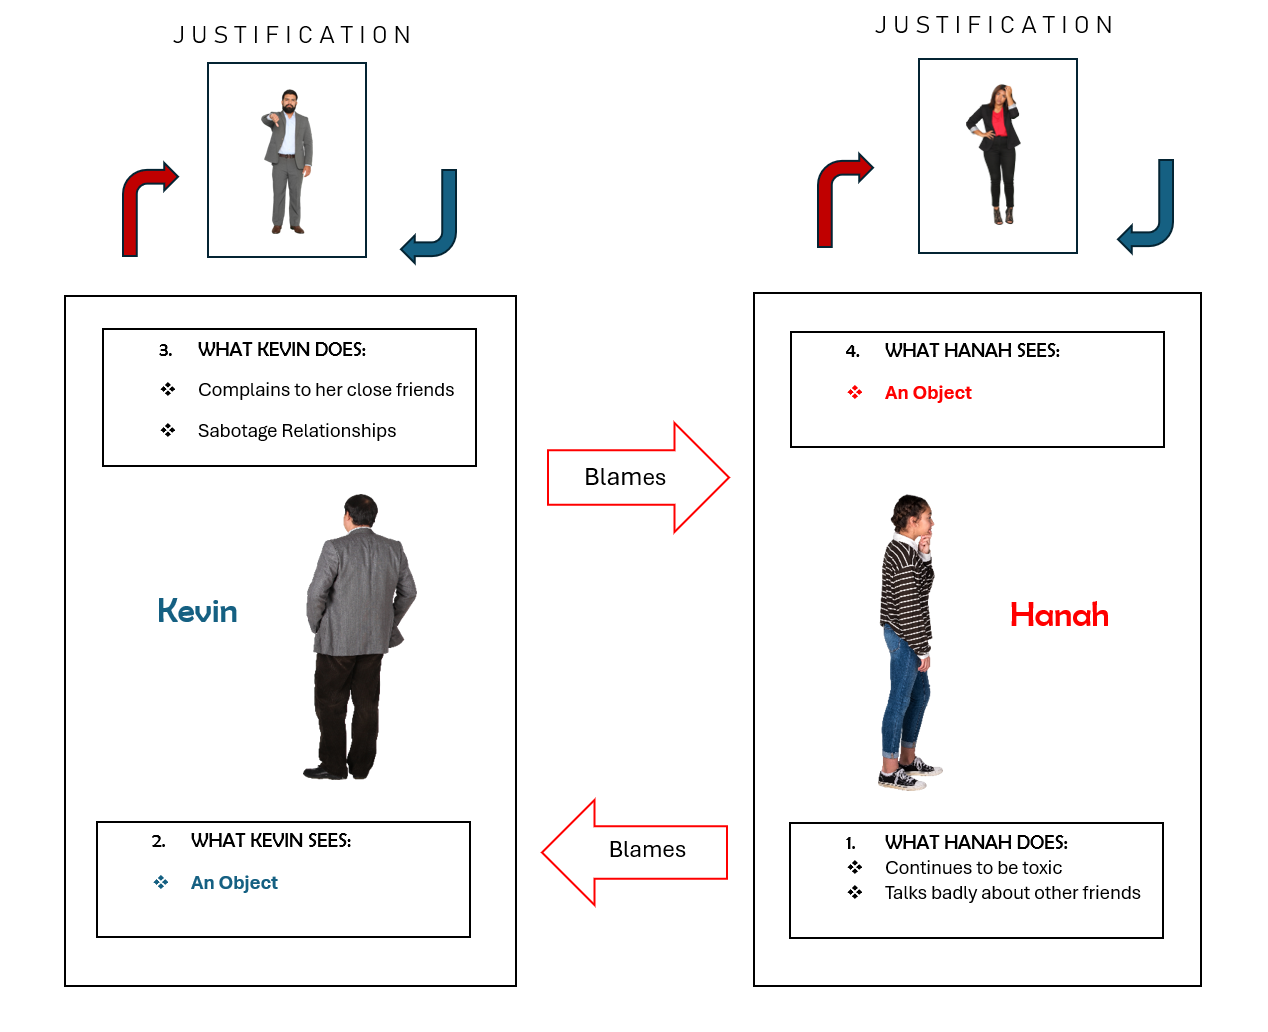 JUSTIFICATION
JUSTIFICATION
3. WHAT KEVIN DOES:
❖ Complains to her close friends
❖ Sabotage Relationships
4. WHAT HANAH SEES:
❖ An Object
Blames
Kevin
Hanah
2. WHAT KEVIN SEES:
❖ An Object
Blames
1. WHAT HANAH DOES:
❖ Continues to be toxic
❖ Talks badly about other friends